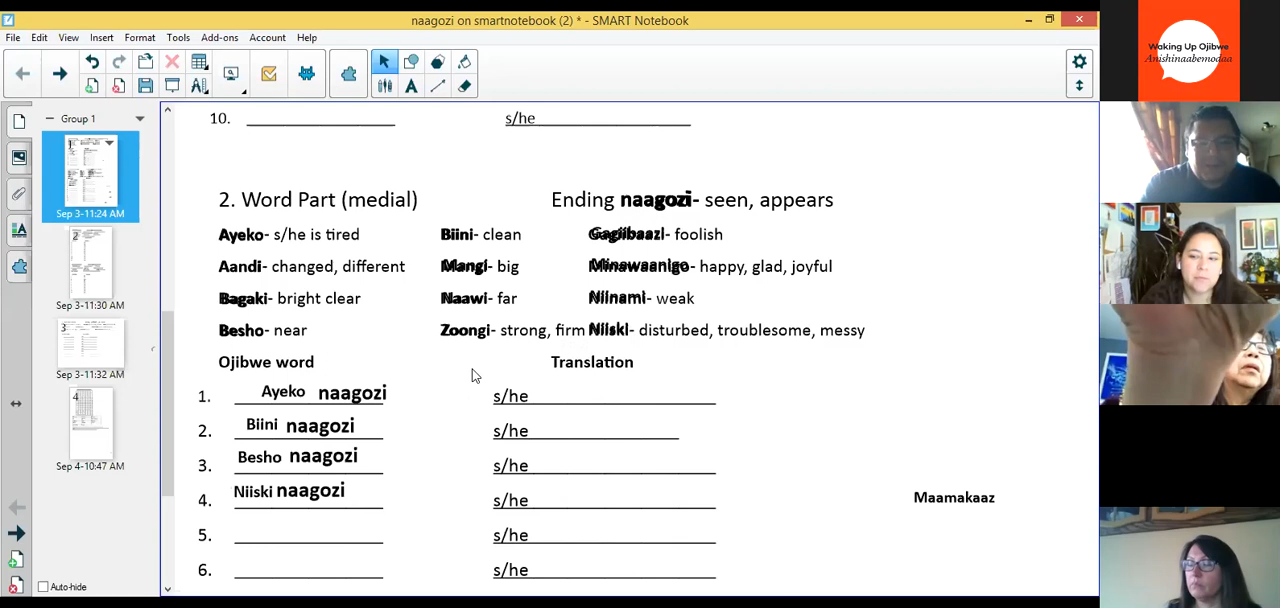 naagozi on smartnotebook (2) * - SMART Notebook
File Edit View Insert Format Tools Add-ons Account Help
Group 1
1
Sep 3-11:24 AM
2
Sep 3-11:30 AM
3
Sep 3-11:32 AM
4
Sep 4-10:47 AM
Auto-hide
10. s/he
2. Word Part (medial) Ending naagozi- seen, appears
Ayeko- s/he is tired Biini- clean Gagiibaazi- foolish
Aandi- changed, different Mangi- big Minawaanigo- happy, glad, joyful
Bagaki- bright clear Naawi- far Niinami- weak
Besho- near Zoongi- strong, firm Niiski- disturbed, troublesome, messy
Ojibwe word Translation
1. Ayeko naagozi s/he
2. Biini naagozi s/he
3. Besho naagozi s/he
4. Niiski naagozi s/he Maamakaaz
5. s/he
6. s/he
Waking Up Ojibwe
Anishinaabemodaa